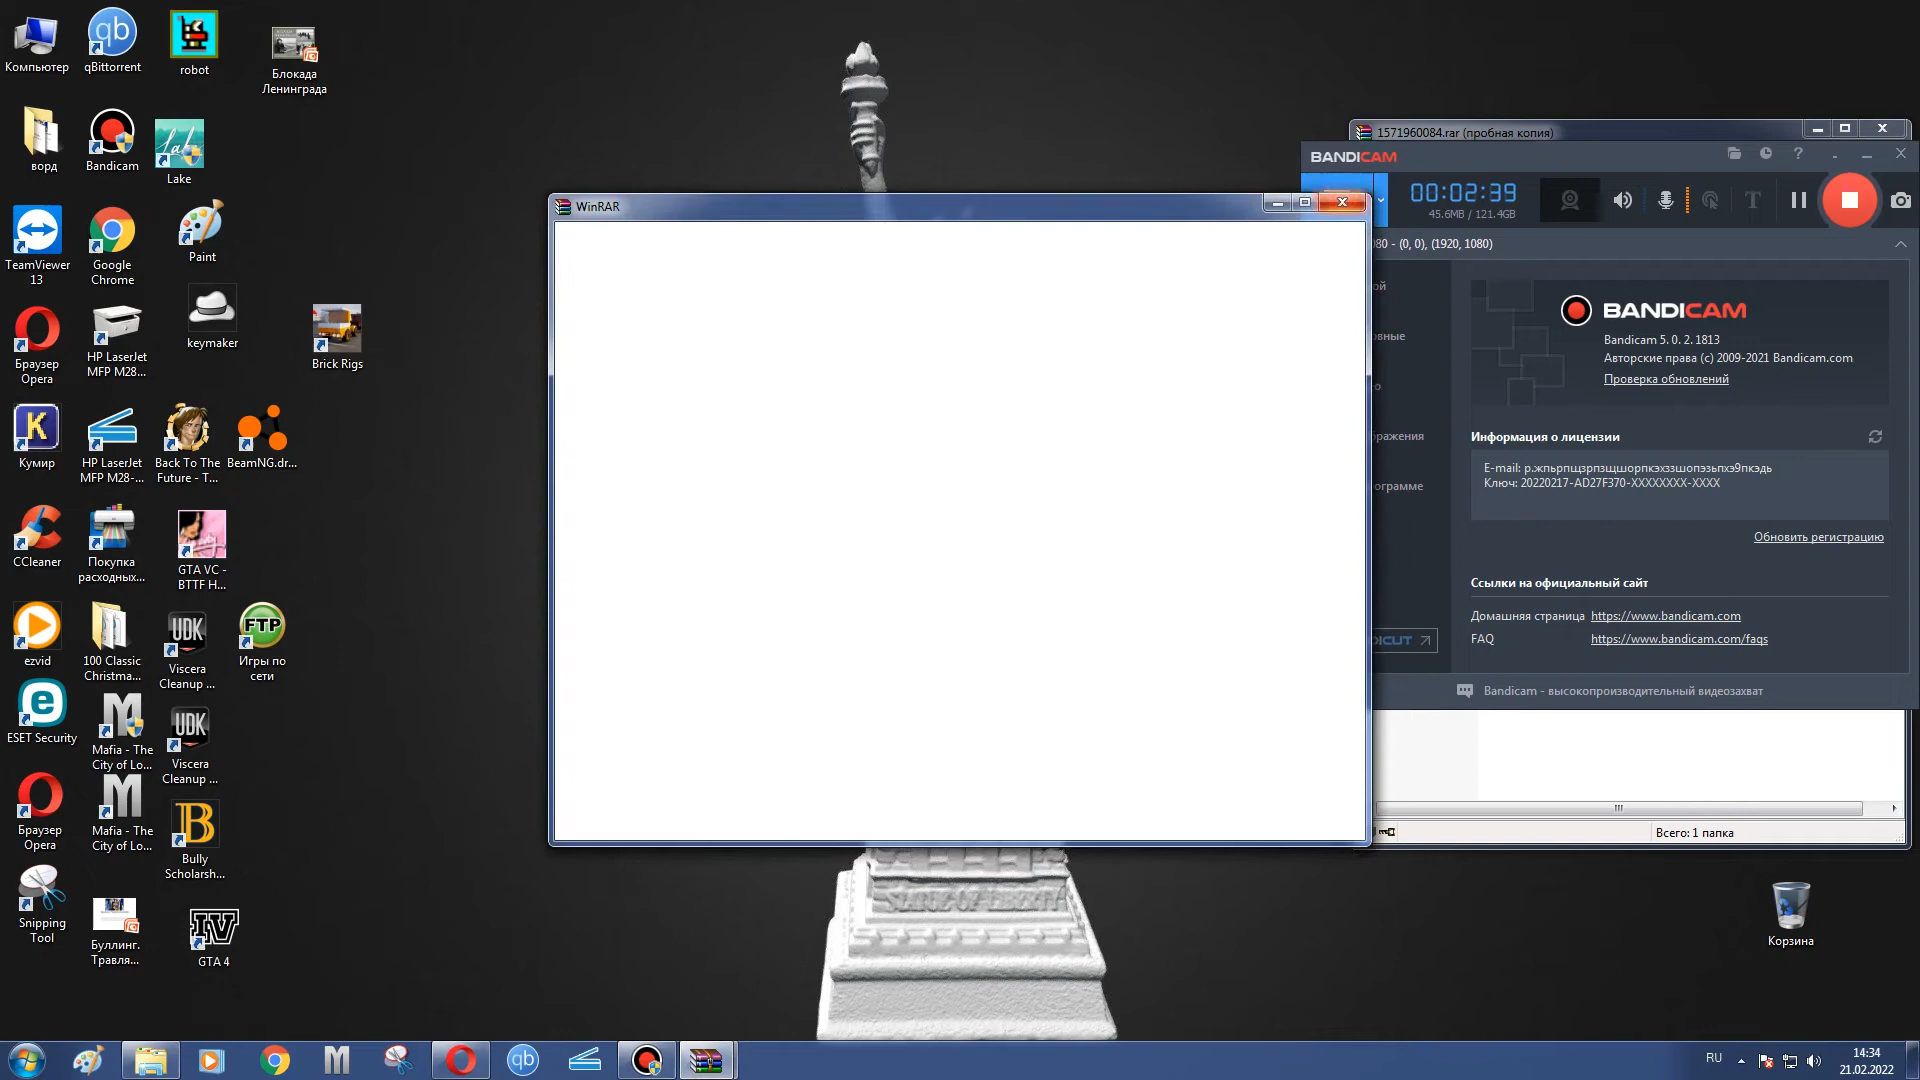 Компьютер
qBittorrent
robot
Блокада
Ленинграда
ворд
Bandicam
Lake
TeamViewer
13
Google
Chrome
Paint
Браузер
Opera
HP LaserJet
MFP M28...
keymaker
Brick Rigs
Кумир
HP LaserJet
MFP M28-...
Back To The
Future - T...
BeamNG.dr...
CCleaner
Покупка
расходных...
GTA VC -
BTTF H...
ezvid
100 Classic
Christma...
UDK
Viscera
Cleanup ...
FTP
Игры по
сети
ESET Security
Mafia - The
City of Lo...
UDK
Viscera
Cleanup ...
Браузер
Opera
Mafia - The
City of Lo...
Bully
Scholarsh...
Snipping
Tool
Буллинг.
Травля...
GTA 4
WinRAR
1571960084.rar (пробная копия)
BANDICAM
00:02:39
45.6MB / 121.4GB
080 - (0, 0), (1920, 1080)
BANDICAM
Bandicam 5. 0. 2. 1813
Авторские права (c) 2009-2021 Bandicam.com
Проверка обновлений
Информация о лицензии
E-mail: р.жпьрпщзрпзщшорпкэхззшопэзьпхэ9пкэдь
Ключ: 20220217-AD27F370-XXXXXXXX-XXXX
Обновить регистрацию
Ссылки на официальный сайт
Домашняя страница https://www.bandicam.com
FAQ https://www.bandicam.com/faqs
Bandicam - высокопроизводительный видеозахват
Всего: 1 папка
Корзина
RU
14:34
21.02.2022